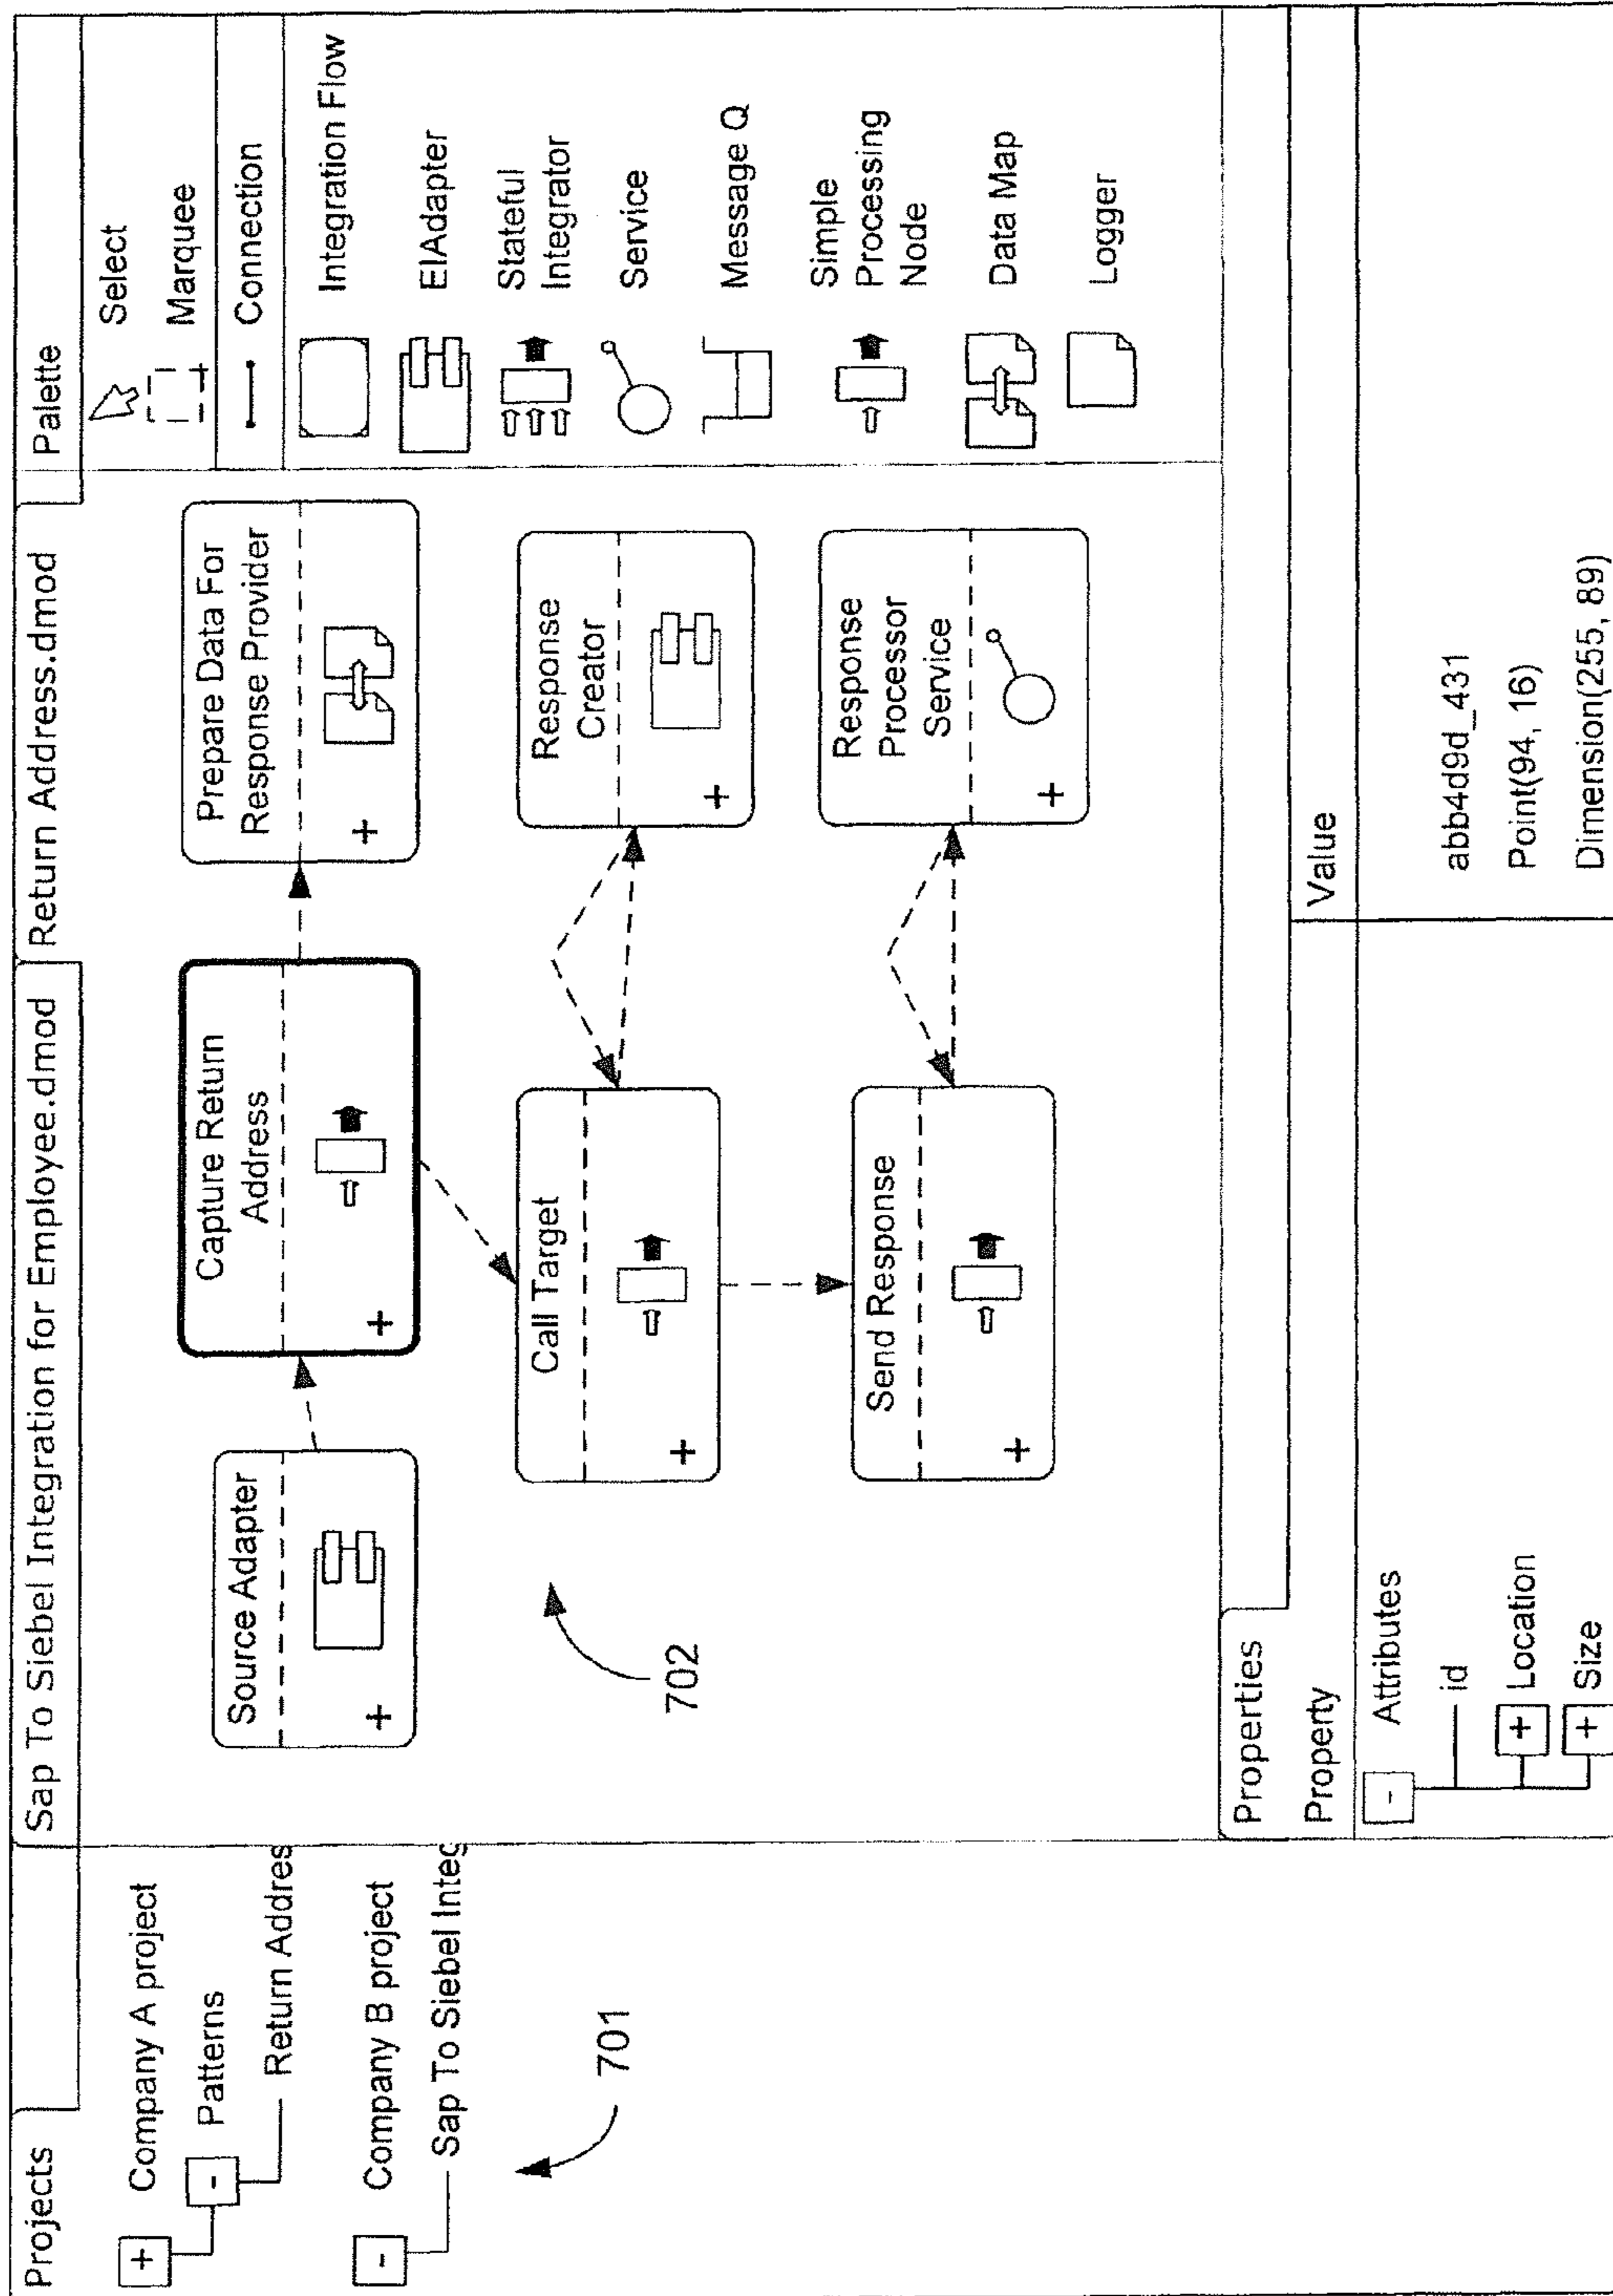 Projects
Company A project
Patterns
Return Addres
Company B project
Sap To Siebel Integ
701
Sap To Siebel Integration for Employee.dmod
Return Address.dmod
Source Adapter
+
Capture Return
Address
+
Prepare Data For
Response Provider
+
Call Target
+
Response
Creator
+
Send Response
+
Response
Processor
Service
+
702
Palette
Select
Marquee
Connection
Integration Flow
EIAdapter
Stateful
Integrator
Service
Message Q
Simple
Processing
Node
Data Map
Logger
Properties
Property
Value
Attributes
id
abb4d9d_431
Location
Point(94, 16)
Size
Dimension(255, 89)